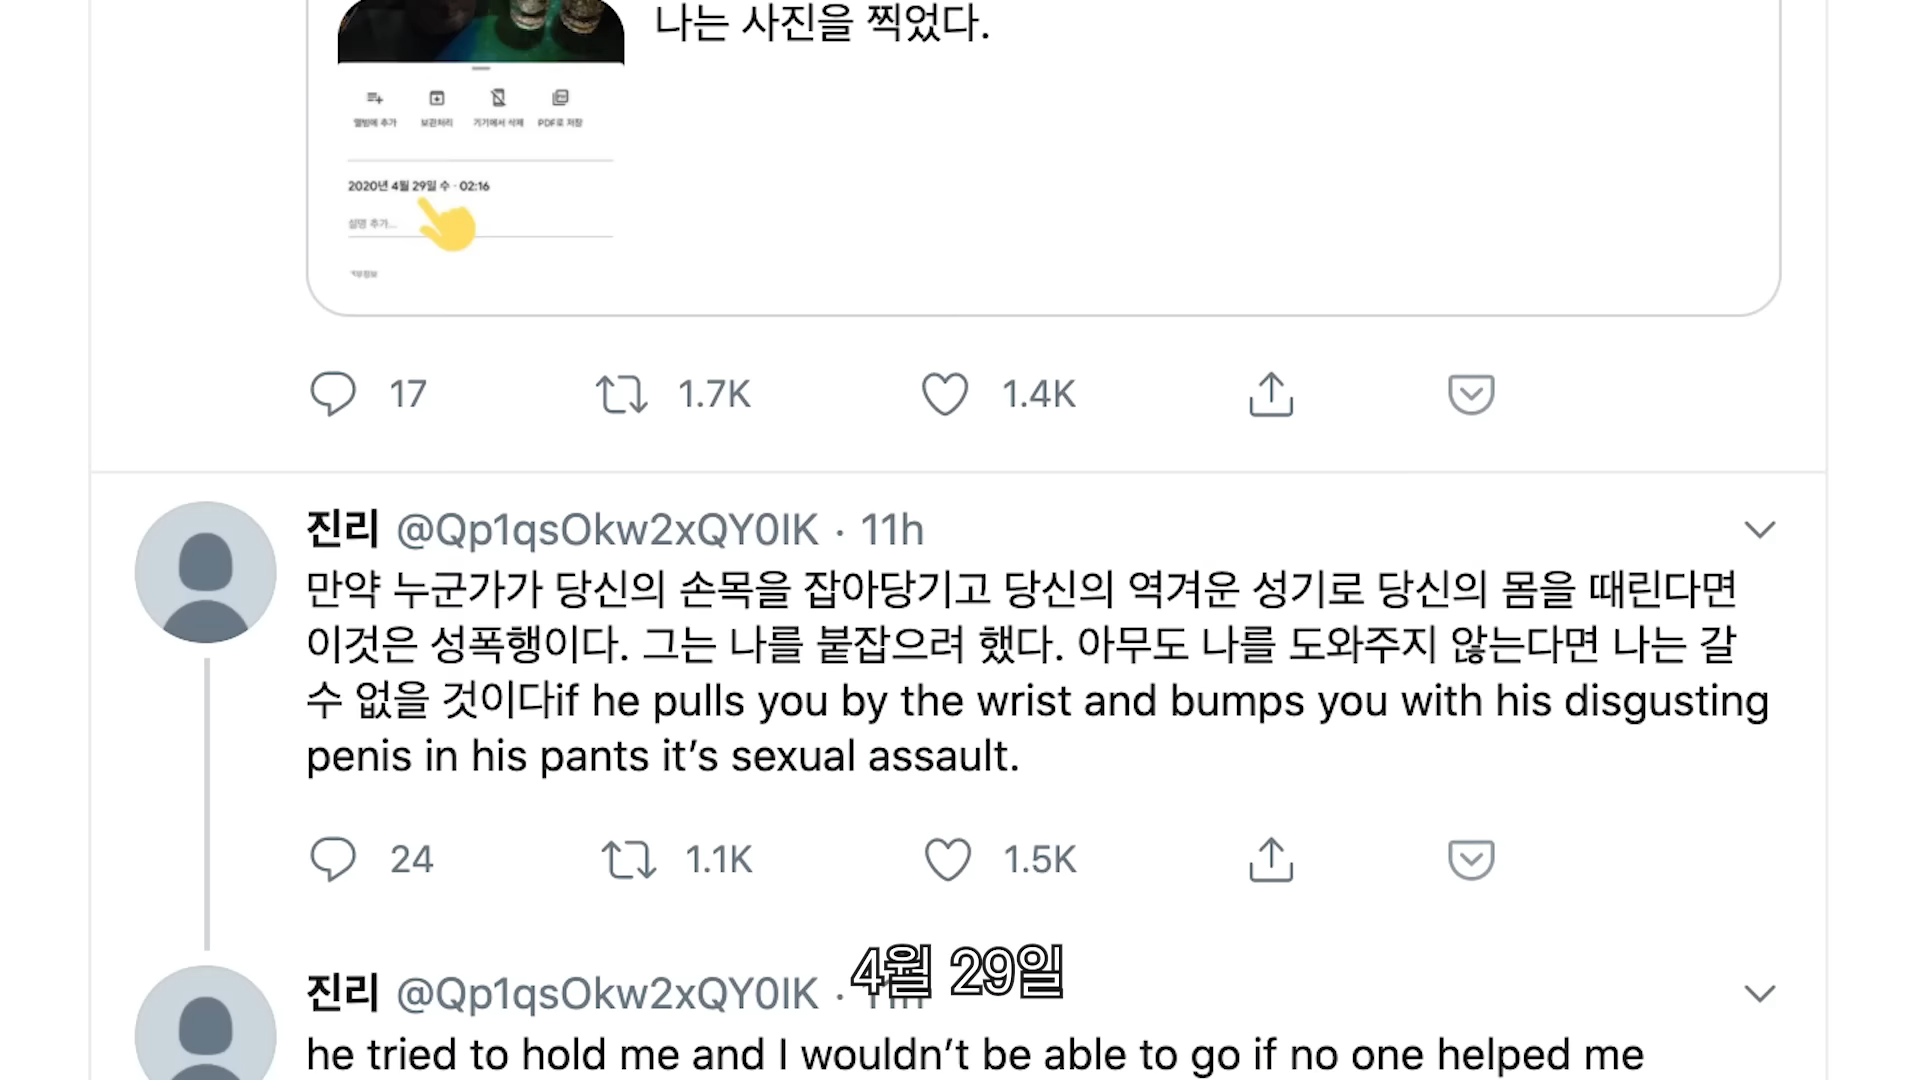 나는 사진을 찍었다.
앨범에 추가 보관처리 기기에서 삭제 PDF로 저장
2020년 4월 29일 수 · 02:16
설명 추가...
17 1.7K 1.4K
진리 @Qp1qsOkw2xQY0IK · 11h
만약 누군가가 당신의 손목을 잡아당기고 당신의 역겨운 성기로 당신의 몸을 때린다면
이것은 성폭행이다. 그는 나를 붙잡으려 했다. 아무도 나를 도와주지 않는다면 나는 갈
수 없을 것이다if he pulls you by the wrist and bumps you with his disgusting
penis in his pants it’s sexual assault.
24 1.1K 1.5K
4월 29일
진리 @Qp1qsOkw2xQY0IK · 11h
he tried to hold me and I wouldn’t be able to go if no one helped me